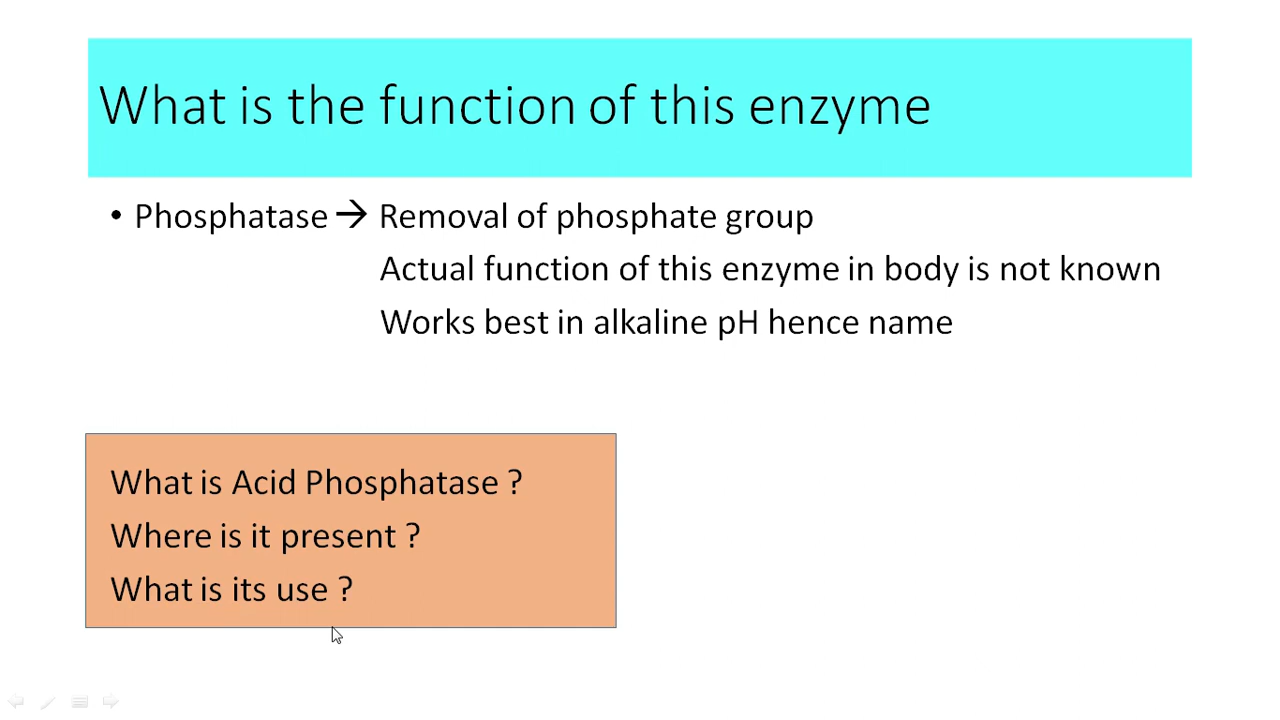 What is the function of this enzyme
• Phosphatase → Removal of phosphate group
Actual function of this enzyme in body is not known
Works best in alkaline pH hence name
What is Acid Phosphatase ?
Where is it present ?
What is its use ?